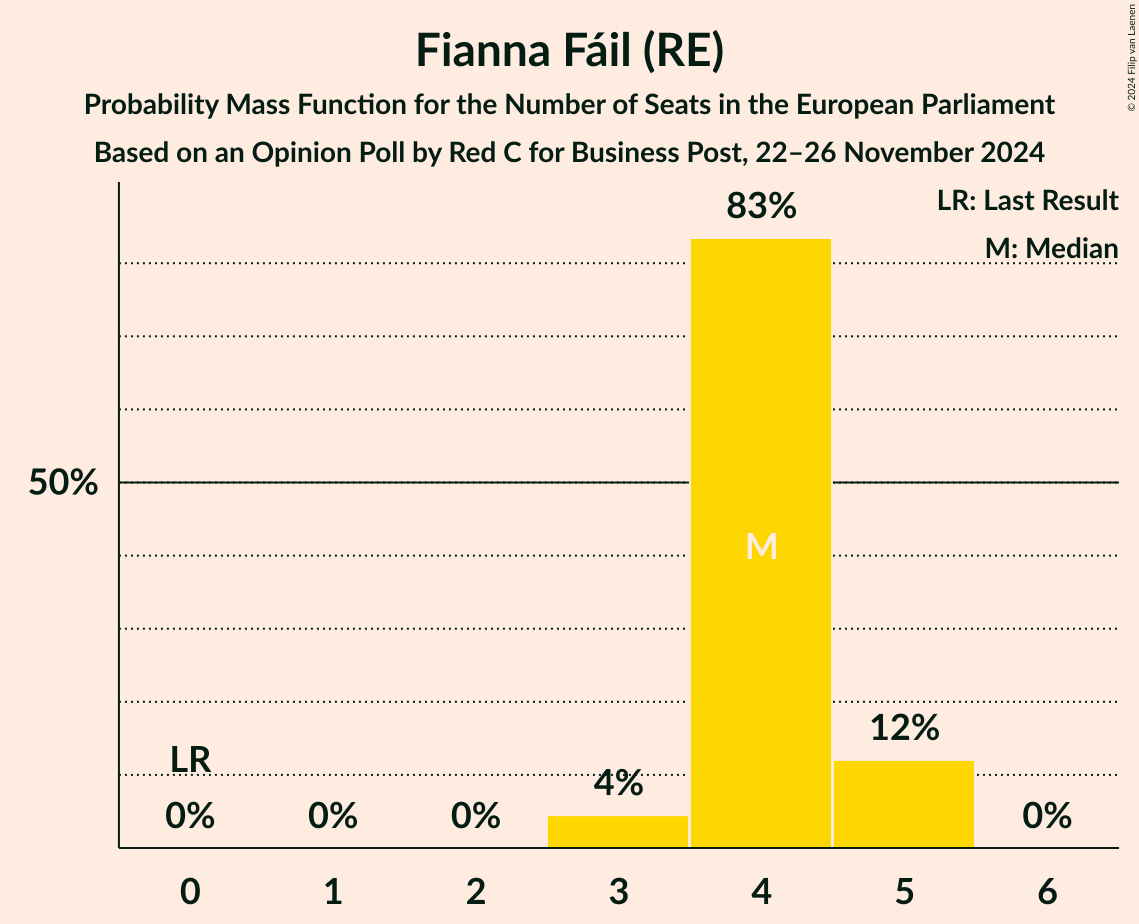 Fianna Fáil (RE)
Probability Mass Function for the Number of Seats in the European Parliament
Based on an Opinion Poll by Red C for Business Post, 22–26 November 2024
© 2024 Filip van Laenen
LR: Last Result
M: Median
83%
50%
M
12%
LR
4%
0%
0%
0%
0%
0
1
2
3
4
5
6